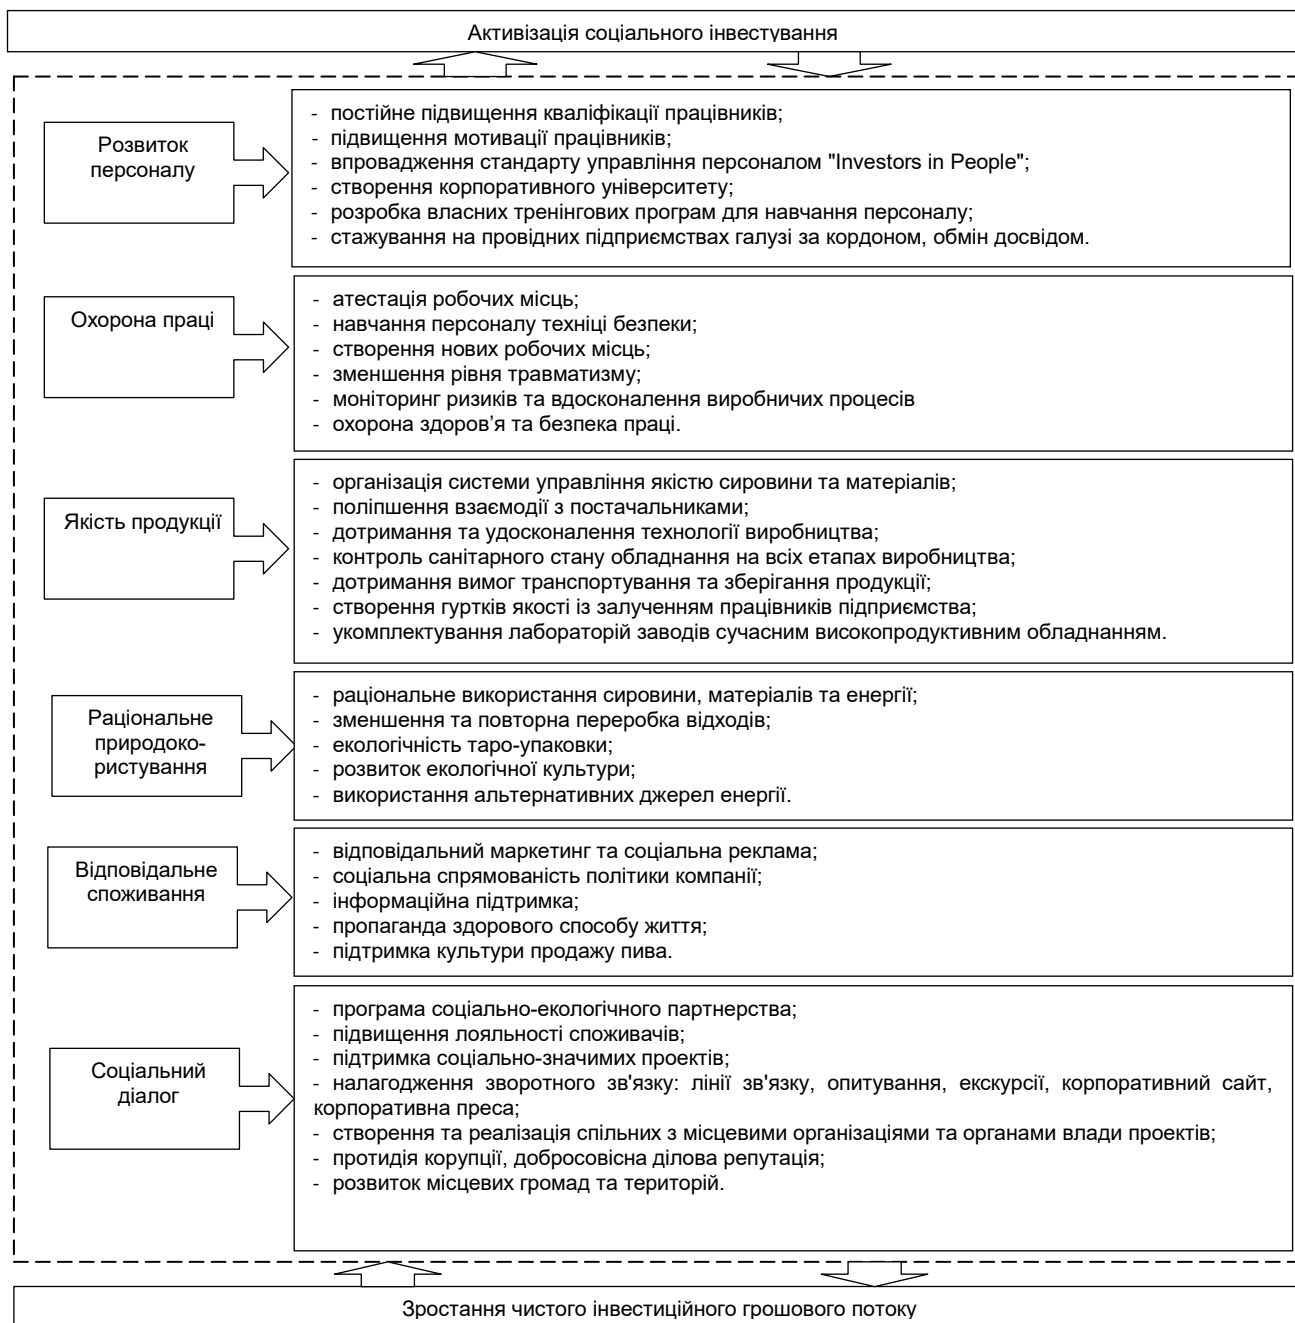 Активізація соціального інвестування
Розвиток
персоналу
- постійне підвищення кваліфікації працівників;
- підвищення мотивації працівників;
- впровадження стандарту управління персоналом "Investors in People";
- створення корпоративного університету;
- розробка власних тренінгових програм для навчання персоналу;
- стажування на провідних підприємствах галузі за кордоном, обмін досвідом.
Охорона праці
- атестація робочих місць;
- навчання персоналу техніці безпеки;
- створення нових робочих місць;
- зменшення рівня травматизму;
- моніторинг ризиків та вдосконалення виробничих процесів
- охорона здоров’я та безпека праці.
Якість продукції
- організація системи управління якістю сировини та матеріалів;
- поліпшення взаємодії з постачальниками;
- дотримання та удосконалення технології виробництва;
- контроль санітарного стану обладнання на всіх етапах виробництва;
- дотримання вимог транспортування та зберігання продукції;
- створення гуртків якості із залученням працівників підприємства;
- укомплектування лабораторій заводів сучасним високопродуктивним обладнанням.
Раціональне
природоко-
ристування
- раціональне використання сировини, матеріалів та енергії;
- зменшення та повторна переробка відходів;
- екологічність таро-упаковки;
- розвиток екологічної культури;
- використання альтернативних джерел енергії.
Відповідальне
споживання
- відповідальний маркетинг та соціальна реклама;
- соціальна спрямованість політики компанії;
- інформаційна підтримка;
- пропаганда здорового способу життя;
- підтримка культури продажу пива.
Соціальний
діалог
- програма соціально-екологічного партнерства;
- підвищення лояльності споживачів;
- підтримка соціально-значимих проектів;
- налагодження зворотного зв'язку: лінії зв'язку, опитування, екскурсії, корпоративний сайт,
корпоративна преса;
- створення та реалізація спільних з місцевими організаціями та органами влади проектів;
- протидія корупції, добросовісна ділова репутація;
- розвиток місцевих громад та територій.
Зростання чистого інвестиційного грошового потоку